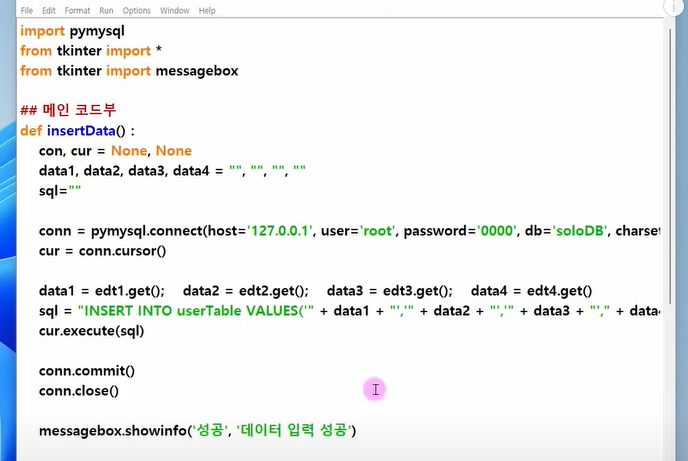 File Edit Format Run Options Window Help
import pymysql
from tkinter import *
from tkinter import messagebox
## 메인 코드부
def insertData() :
con, cur = None, None
data1, data2, data3, data4 = "", "", "", ""
sql=""
conn = pymysql.connect(host='127.0.0.1', user='root', password='0000', db='soloDB', charset
cur = conn.cursor()
data1 = edt1.get(); data2 = edt2.get(); data3 = edt3.get(); data4 = edt4.get()
sql = "INSERT INTO userTable VALUES('" + data1 + "','" + data2 + "','" + data3 + "'," + data4
cur.execute(sql)
conn.commit()
conn.close()
messagebox.showinfo('성공', '데이터 입력 성공')